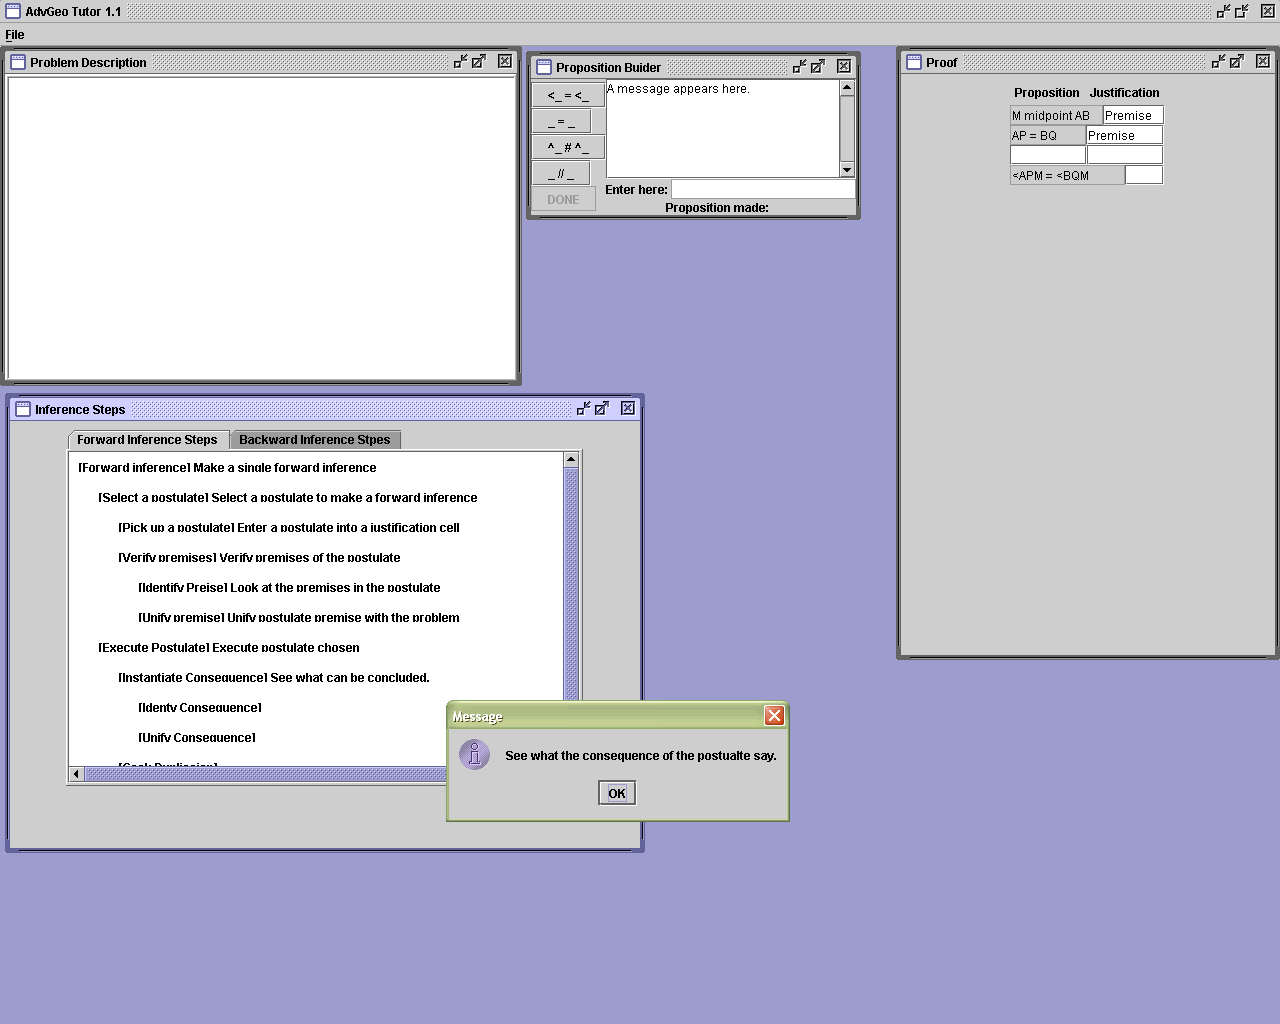 AdvGeo Tutor 1.1
File
Problem Description
Proposition Buider
<_ = <_
_ = _
^_ # ^_
_ // _
DONE
A message appears here.
Enter here:
Proposition made:
Proof
Proposition Justification
M midpoint AB Premise
AP = BQ Premise
<APM = <BQM
Inference Steps
Forward Inference Steps Backward Inference Stpes
[Forward inference] Make a single forward inference
[Select a postulate] Select a postulate to make a forward inference
[Pick up a postulate] Enter a postulate into a justification cell
[Verify premises] Verify premises of the postulate
[Identify Preise] Look at the premises in the postulate
[Unify premise] Unify postulate premise with the problem
[Execute Postulate] Execute postulate chosen
[Instantiate Consequence] See what can be concluded.
[Identy Consequence]
[Unify Consequence]
Message
See what the consequence of the postualte say.
OK